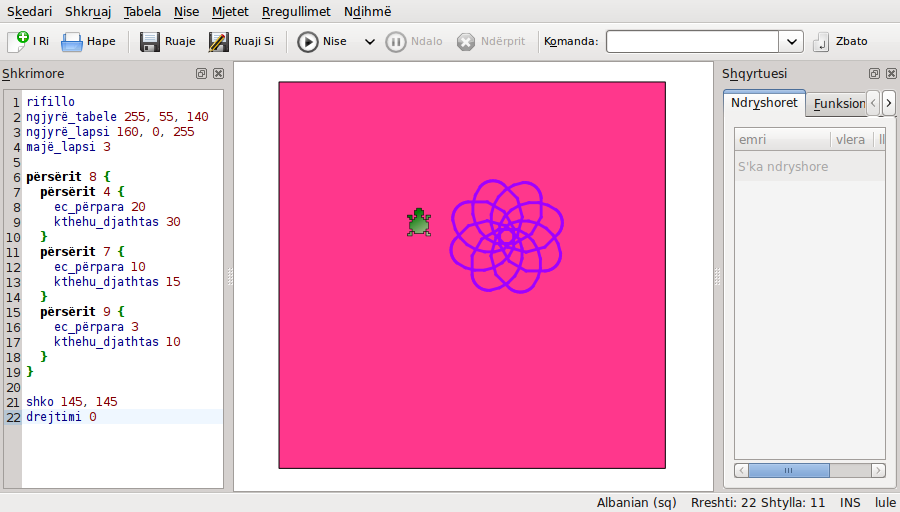 Skedari Shkruaj Tabela Nise Mjetet Rregullimet Ndihmë
I Ri Hape Ruaje Ruaji Si Nise Ndalo Ndërprit Komanda: Zbato
Shkrimore
1 rifillo
2 ngjyrë_tabele 255, 55, 140
3 ngjyrë_lapsi 160, 0, 255
4 majë_lapsi 3
5
6 përsërit 8 {
7 përsërit 4 {
8 ec_përpara 20
9 kthehu_djathtas 30
10 }
11 përsërit 7 {
12 ec_përpara 10
13 kthehu_djathtas 15
14 }
15 përsërit 9 {
16 ec_përpara 3
17 kthehu_djathtas 10
18 }
19 }
20
21 shko 145, 145
22 drejtimi 0
Shqyrtuesi
Ndryshoret Funksion
emri vlera ll
S'ka ndryshore
Albanian (sq) Rreshti: 22 Shtylla: 11 INS lule